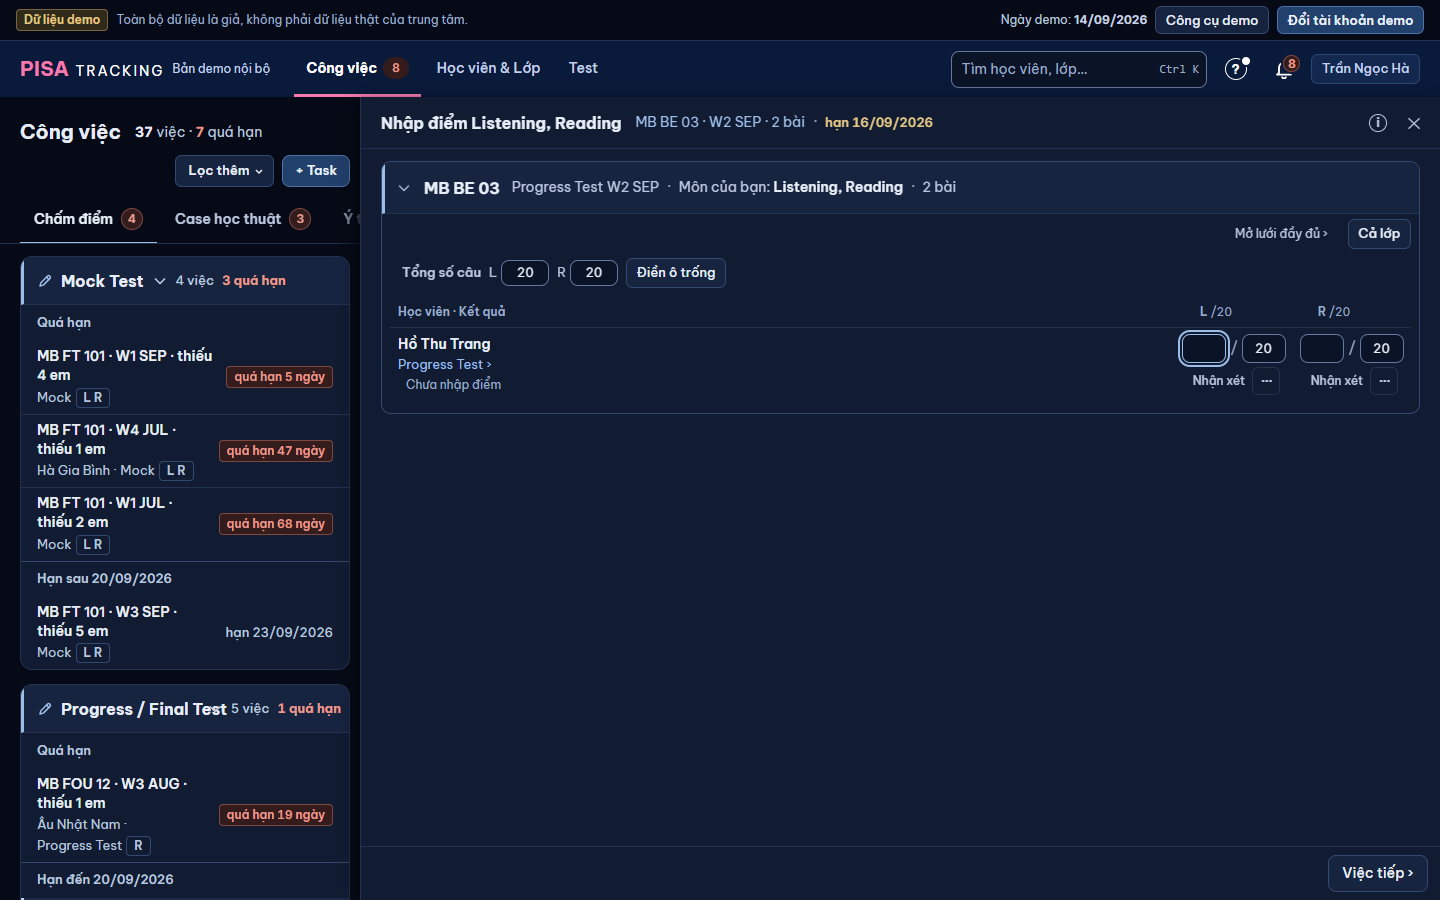 Dữ liệu demo Toàn bộ dữ liệu là giả, không phải dữ liệu thật của trung tâm. Ngày demo: 14/09/2026 Công cụ demo Đổi tài khoản demo
PISA TRACKING Bản demo nội bộ Công việc 8 Học viên & Lớp Test Tìm học viên, lớp... Ctrl K ? 8 Trần Ngọc Hà
Công việc 37 việc · 7 quá hạn
Lọc thêm + Task
Chấm điểm 4 Case học thuật 3 Ý
Mock Test 4 việc 3 quá hạn
Quá hạn
MB FT 101 · W1 SEP · thiếu
4 em
quá hạn 5 ngày
Mock L R
MB FT 101 · W4 JUL ·
thiếu 1 em
quá hạn 47 ngày
Hà Gia Bình · Mock L R
MB FT 101 · W1 JUL ·
thiếu 2 em
quá hạn 68 ngày
Mock L R
Hạn sau 20/09/2026
MB FT 101 · W3 SEP ·
thiếu 5 em
hạn 23/09/2026
Mock L R
Progress / Final Test 5 việc 1 quá hạn
Quá hạn
MB FOU 12 · W3 AUG ·
thiếu 1 em
quá hạn 19 ngày
Âu Nhật Nam ·
Progress Test R
Hạn đến 20/09/2026
Nhập điểm Listening, Reading MB BE 03 · W2 SEP · 2 bài · hạn 16/09/2026
MB BE 03 Progress Test W2 SEP · Môn của bạn: Listening, Reading · 2 bài
Mở lưới đầy đủ › Cả lớp
Tổng số câu L 20 R 20 Điền ô trống
Học viên · Kết quả L /20 R /20
Hồ Thu Trang / 20 / 20
Progress Test ›
Chưa nhập điểm Nhận xét --- Nhận xét ---
Việc tiếp ›